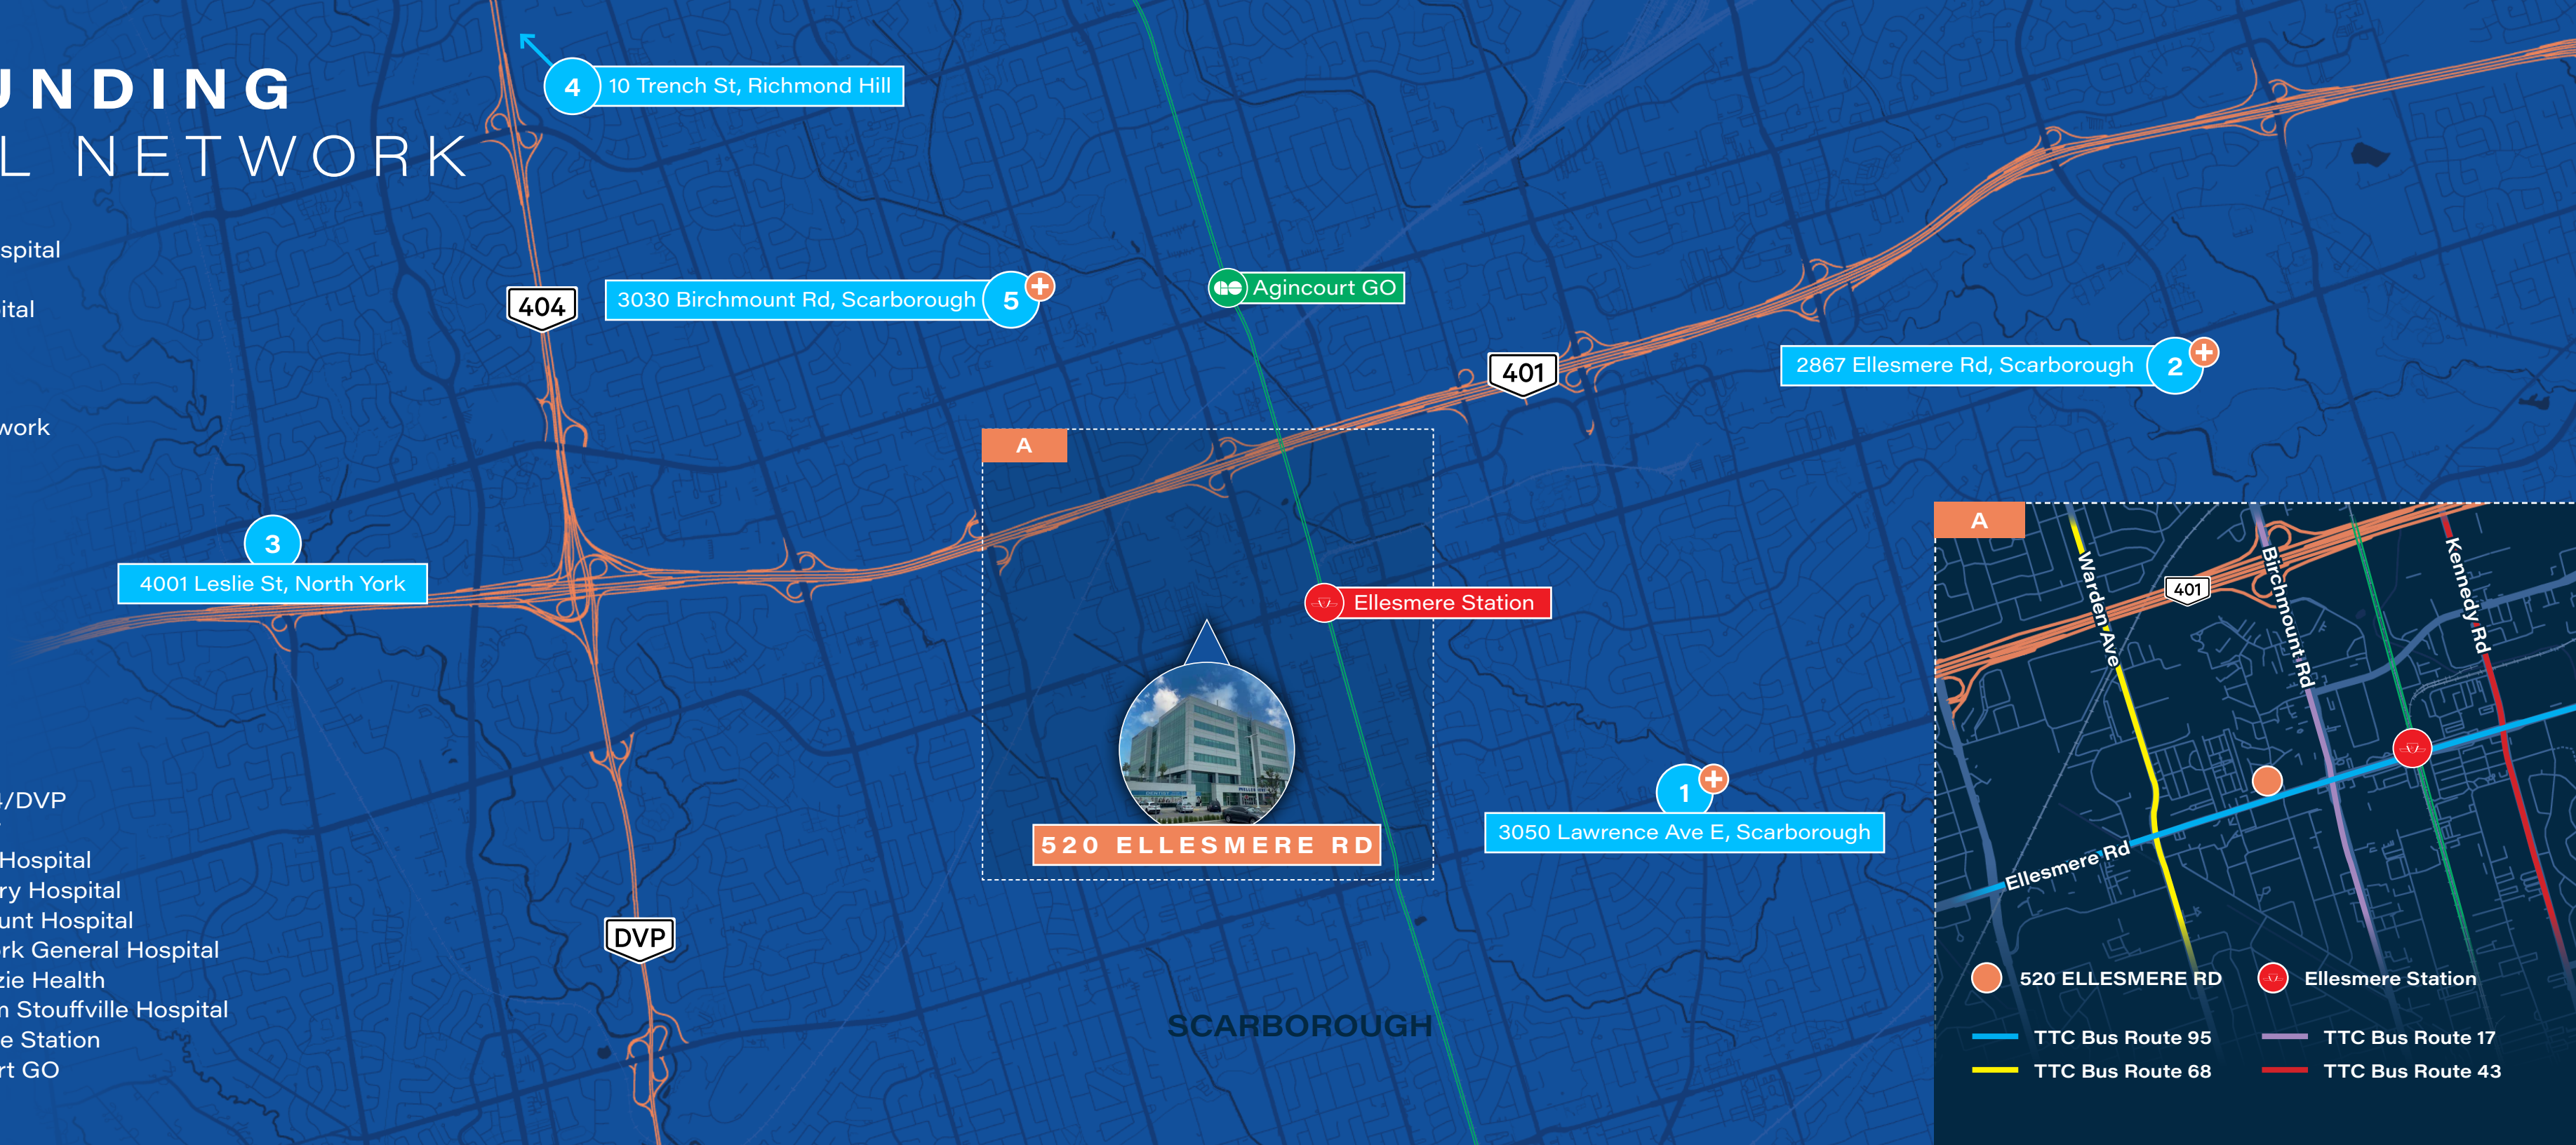 UNDING
L NETWORK
spital
ital
work
/DVP
Hospital
ry Hospital
unt Hospital
rk General Hospital
zie Health
Stouffville Hospital
e Station
rt GO
4 10 Trench St, Richmond Hill
404
3030 Birchmount Rd, Scarborough 5
Agincourt GO
401
2867 Ellesmere Rd, Scarborough 2
A
3
4001 Leslie St, North York
Ellesmere Station
520 ELLESMERE RD
1
3050 Lawrence Ave E, Scarborough
DVP
SCARBOROUGH
A
Warden Ave
401
Birchmount Rd
Kennedy Rd
Ellesmere Rd
520 ELLESMERE RD
Ellesmere Station
TTC Bus Route 95
TTC Bus Route 17
TTC Bus Route 68
TTC Bus Route 43